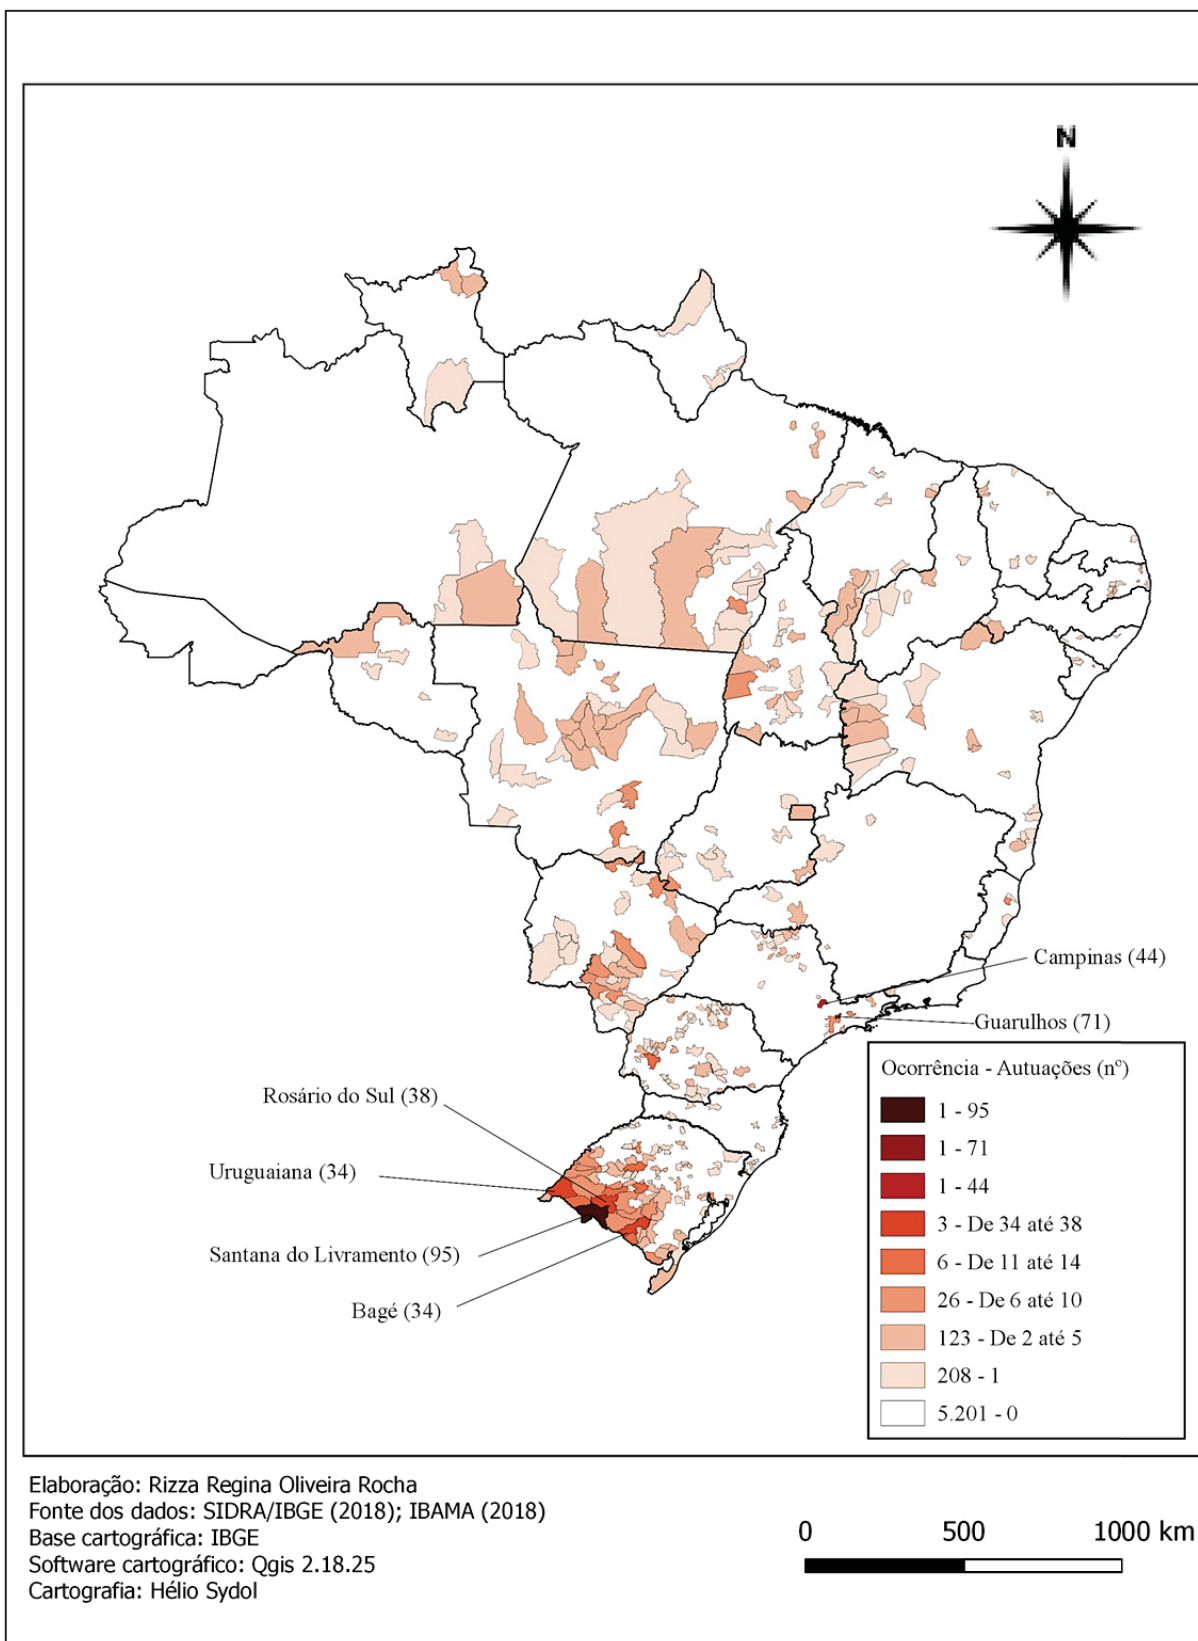 N
Campinas (44)
Guarulhos (71)
Rosário do Sul (38)
Uruguaiana (34)
Santana do Livramento (95)
Bagé (34)
Ocorrência - Autuações (nº)
1 - 95
1 - 71
1 - 44
3 - De 34 até 38
6 - De 11 até 14
26 - De 6 até 10
123 - De 2 até 5
208 - 1
5.201 - 0
Elaboração: Rizza Regina Oliveira Rocha
Fonte dos dados: SIDRA/IBGE (2018); IBAMA (2018)
Base cartográfica: IBGE
Software cartográfico: Qgis 2.18.25
Cartografia: Hélio Sydol
0 500 1000 km